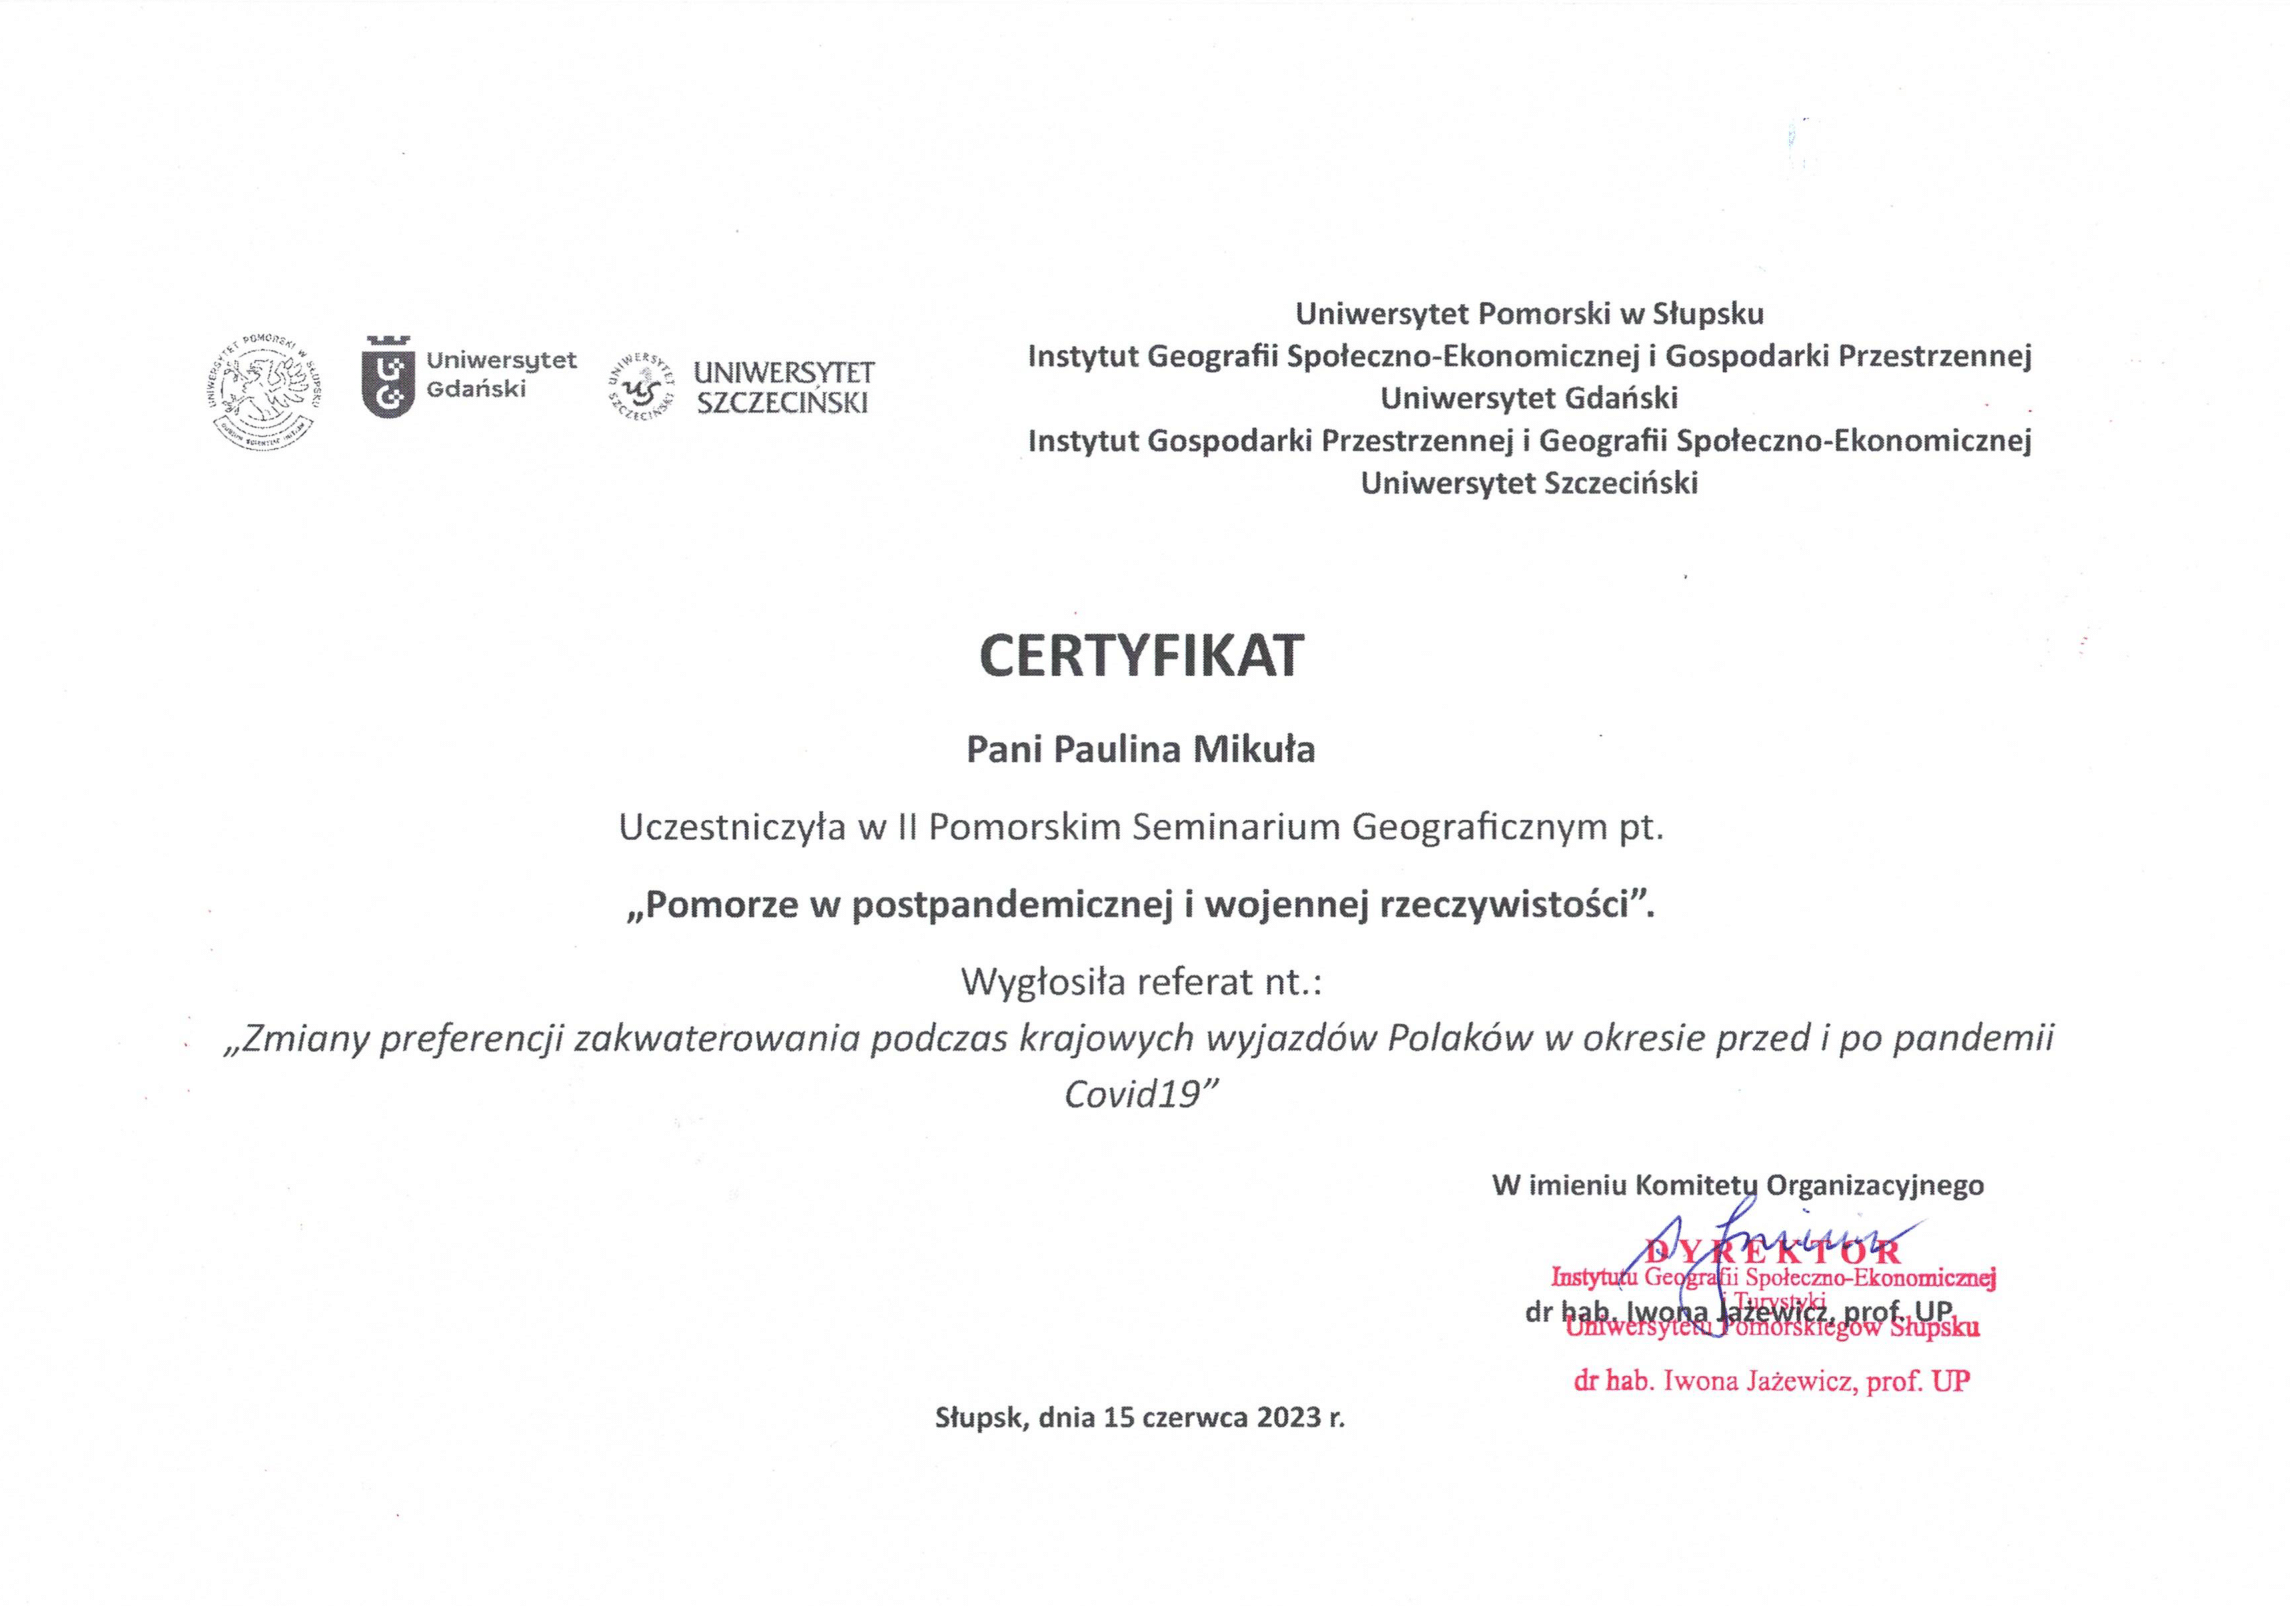 UNIWERSYTET POMORSKI W SŁUPSKU
Uniwersytet
Gdański
UNIWERSYTET SZCZECIŃSKI
UNIWERSYTET
SZCZECIŃSKI
Uniwersytet Pomorski w Słupsku
Instytut Geografii Społeczno-Ekonomicznej i Gospodarki Przestrzennej
Uniwersytet Gdański
Instytut Gospodarki Przestrzennej i Geografii Społeczno-Ekonomicznej
Uniwersytet Szczeciński
CERTYFIKAT
Pani Paulina Mikuła
Uczestniczyła w II Pomorskim Seminarium Geograficznym pt.
„Pomorze w postpandemicznej i wojennej rzeczywistości”.
Wygłosiła referat nt.:
„Zmiany preferencji zakwaterowania podczas krajowych wyjazdów Polaków w okresie przed i po pandemii
Covid19”
W imieniu Komitetu Organizacyjnego
DYREKTOR
Instytutu Geografii Społeczno-Ekonomicznej
i Turystyki
dr hab. Iwona Jażewicz, prof. UP
Uniwersytetu Pomorskiego w Słupsku
dr hab. Iwona Jażewicz, prof. UP
Słupsk, dnia 15 czerwca 2023 r.